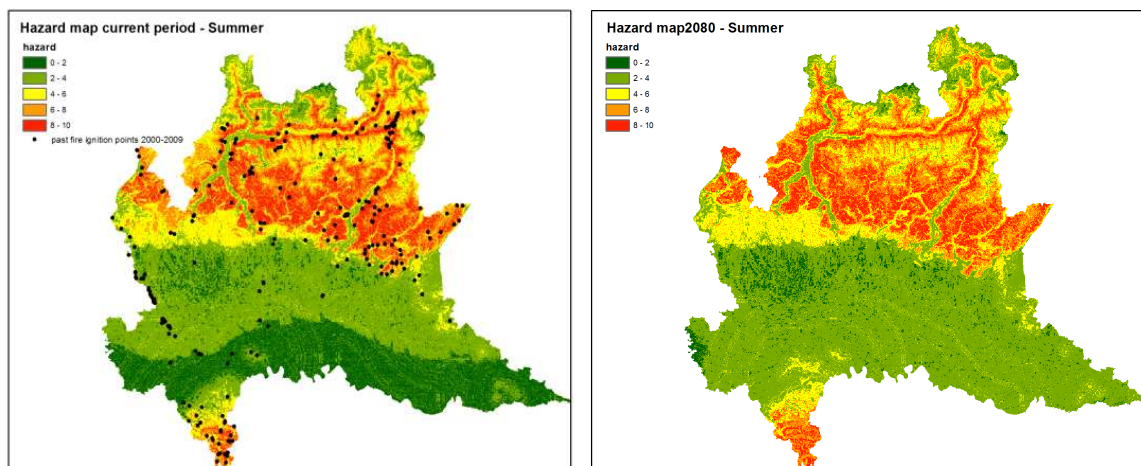 Hazard map current period - Summer
hazard
0 - 2
2 - 4
4 - 6
6 - 8
8 - 10
past fire ignition points 2000-2009
Hazard map2080 - Summer
hazard
0 - 2
2 - 4
4 - 6
6 - 8
8 - 10